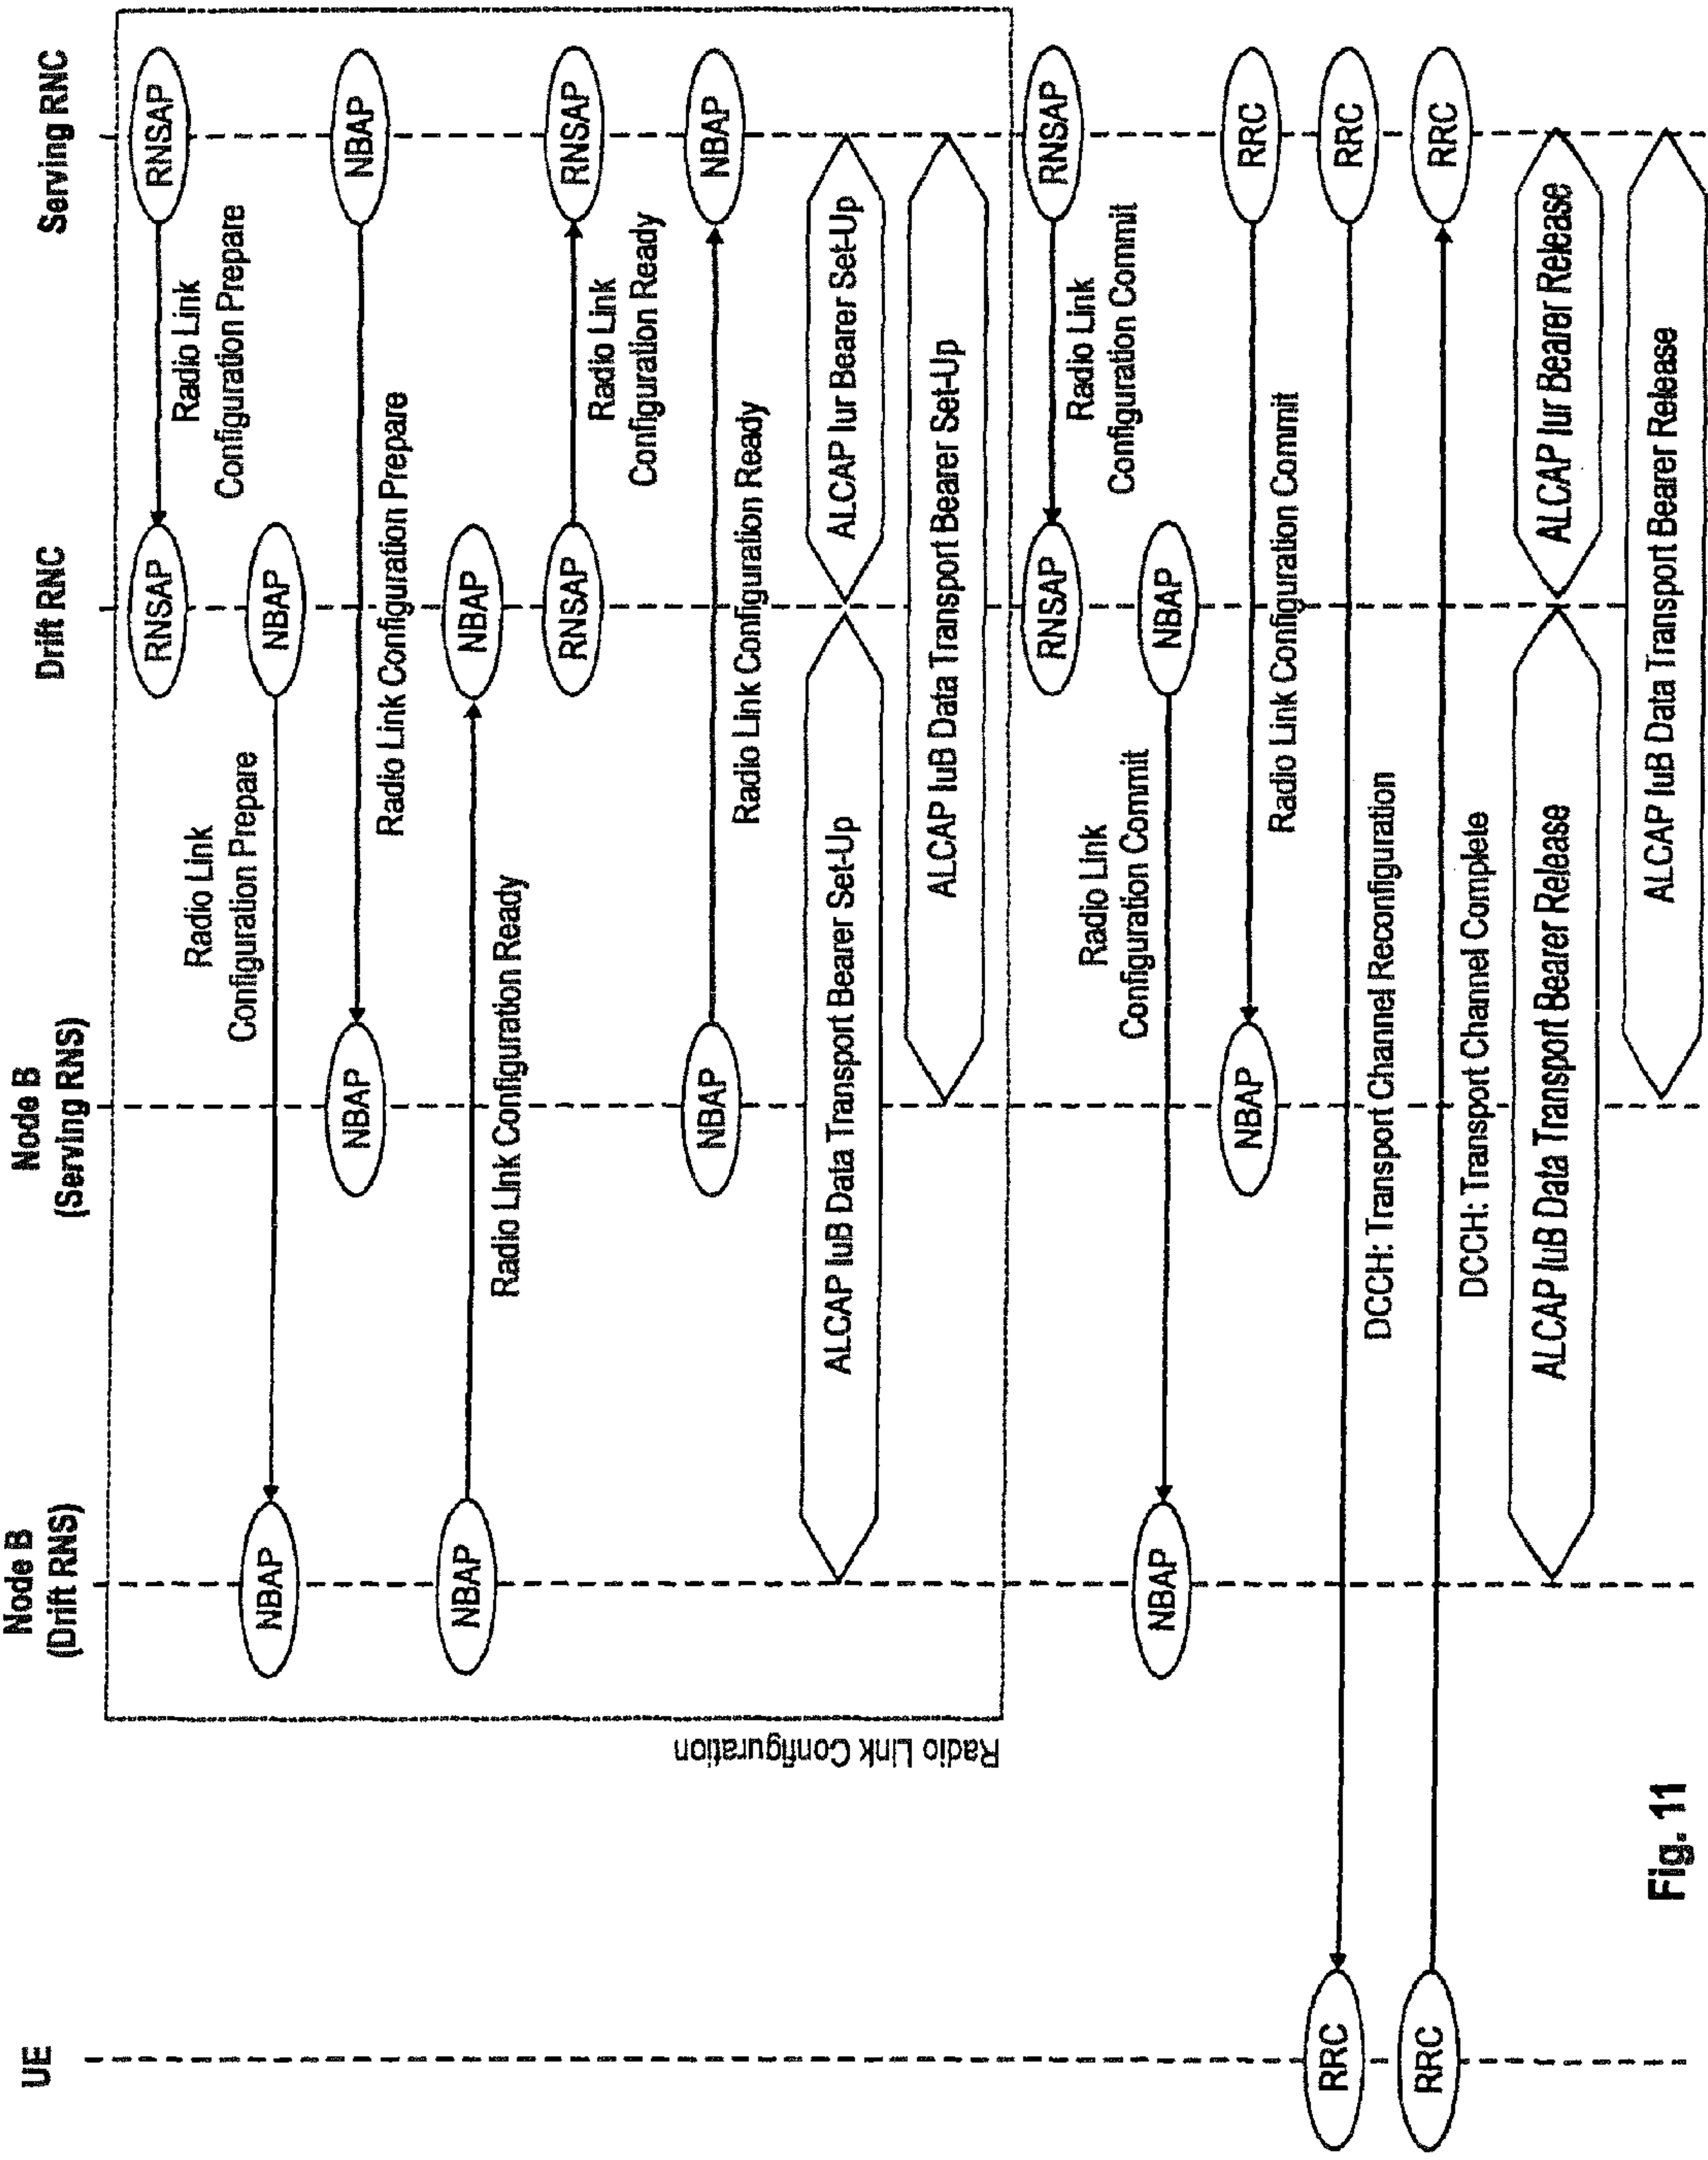 UE
Node B
(Drift RNS)
Node B
(Serving RNS)
Drift RNC
Serving RNC
RNSAP
RNSAP
Radio Link
Configuration Prepare
NBAP
NBAP
Radio Link
Configuration Prepare
NBAP
NBAP
Radio Link Configuration Prepare
NBAP
NBAP
Radio Link Configuration Ready
RNSAP
RNSAP
Radio Link
Configuration Ready
NBAP
NBAP
Radio Link Configuration Ready
ALCAP IuB Data Transport Bearer Set-Up
ALCAP Iur Bearer Set-Up
ALCAP IuB Data Transport Bearer Set-Up
Radio Link Configuration
RNSAP
RNSAP
Radio Link
Configuration Commit
NBAP
NBAP
Radio Link
Configuration Commit
NBAP
RRC
Radio Link Configuration Commit
RRC
RRC
DCCH: Transport Channel Reconfiguration
RRC
RRC
DCCH: Transport Channel Complete
ALCAP IuB Data Transport Bearer Release
ALCAP Iur Bearer Release
ALCAP IuB Data Transport Bearer Release
Fig. 11